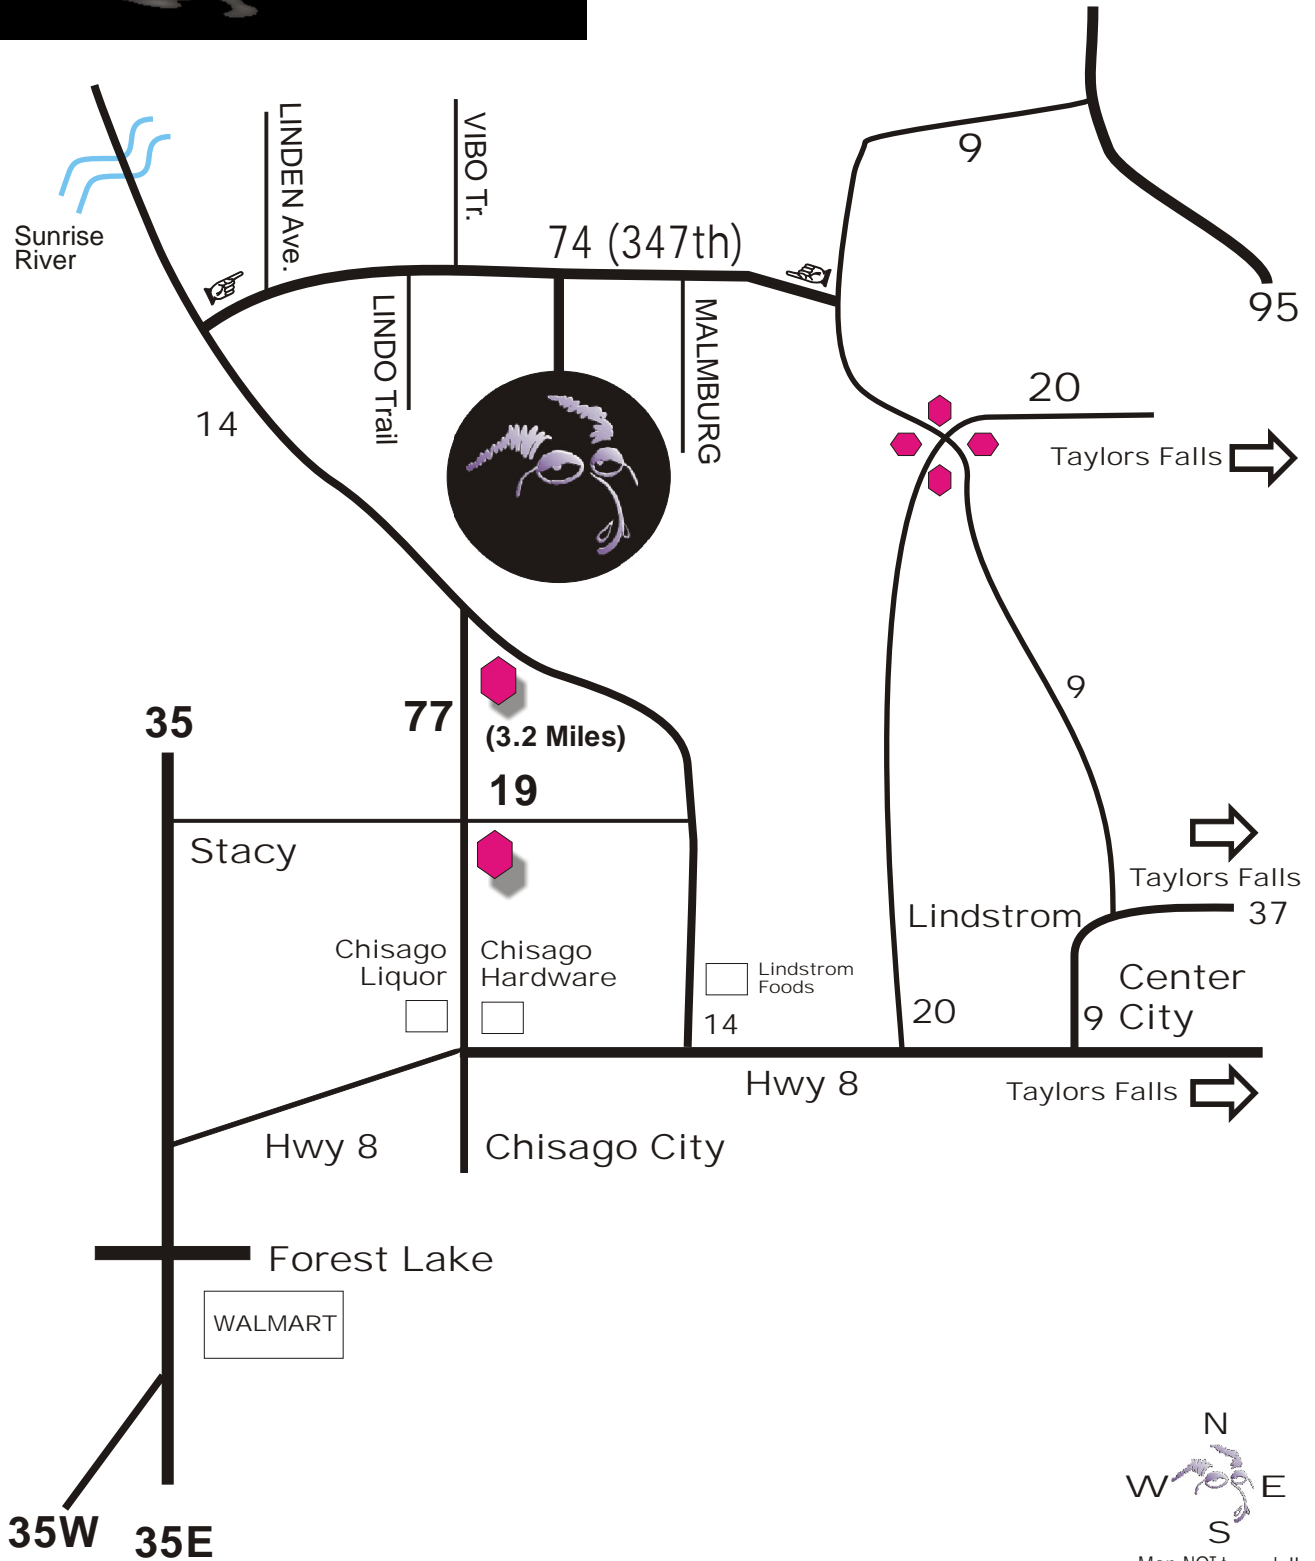 9
LINDEN Ave.
VIBO Tr.
74 (347th)
Sunrise
River
95
LINDO Trail
MALMBURG
20
14
Taylors Falls
9
35
77
(3.2 Miles)
19
Stacy
Taylors Falls
37
Lindstrom
Chisago
Liquor
Chisago
Hardware
Lindstrom
Foods
Center
City
14
20
9
Hwy 8
Taylors Falls
Hwy 8
Chisago City
Forest Lake
WALMART
N
W E
S
35W
35E
Map NOT